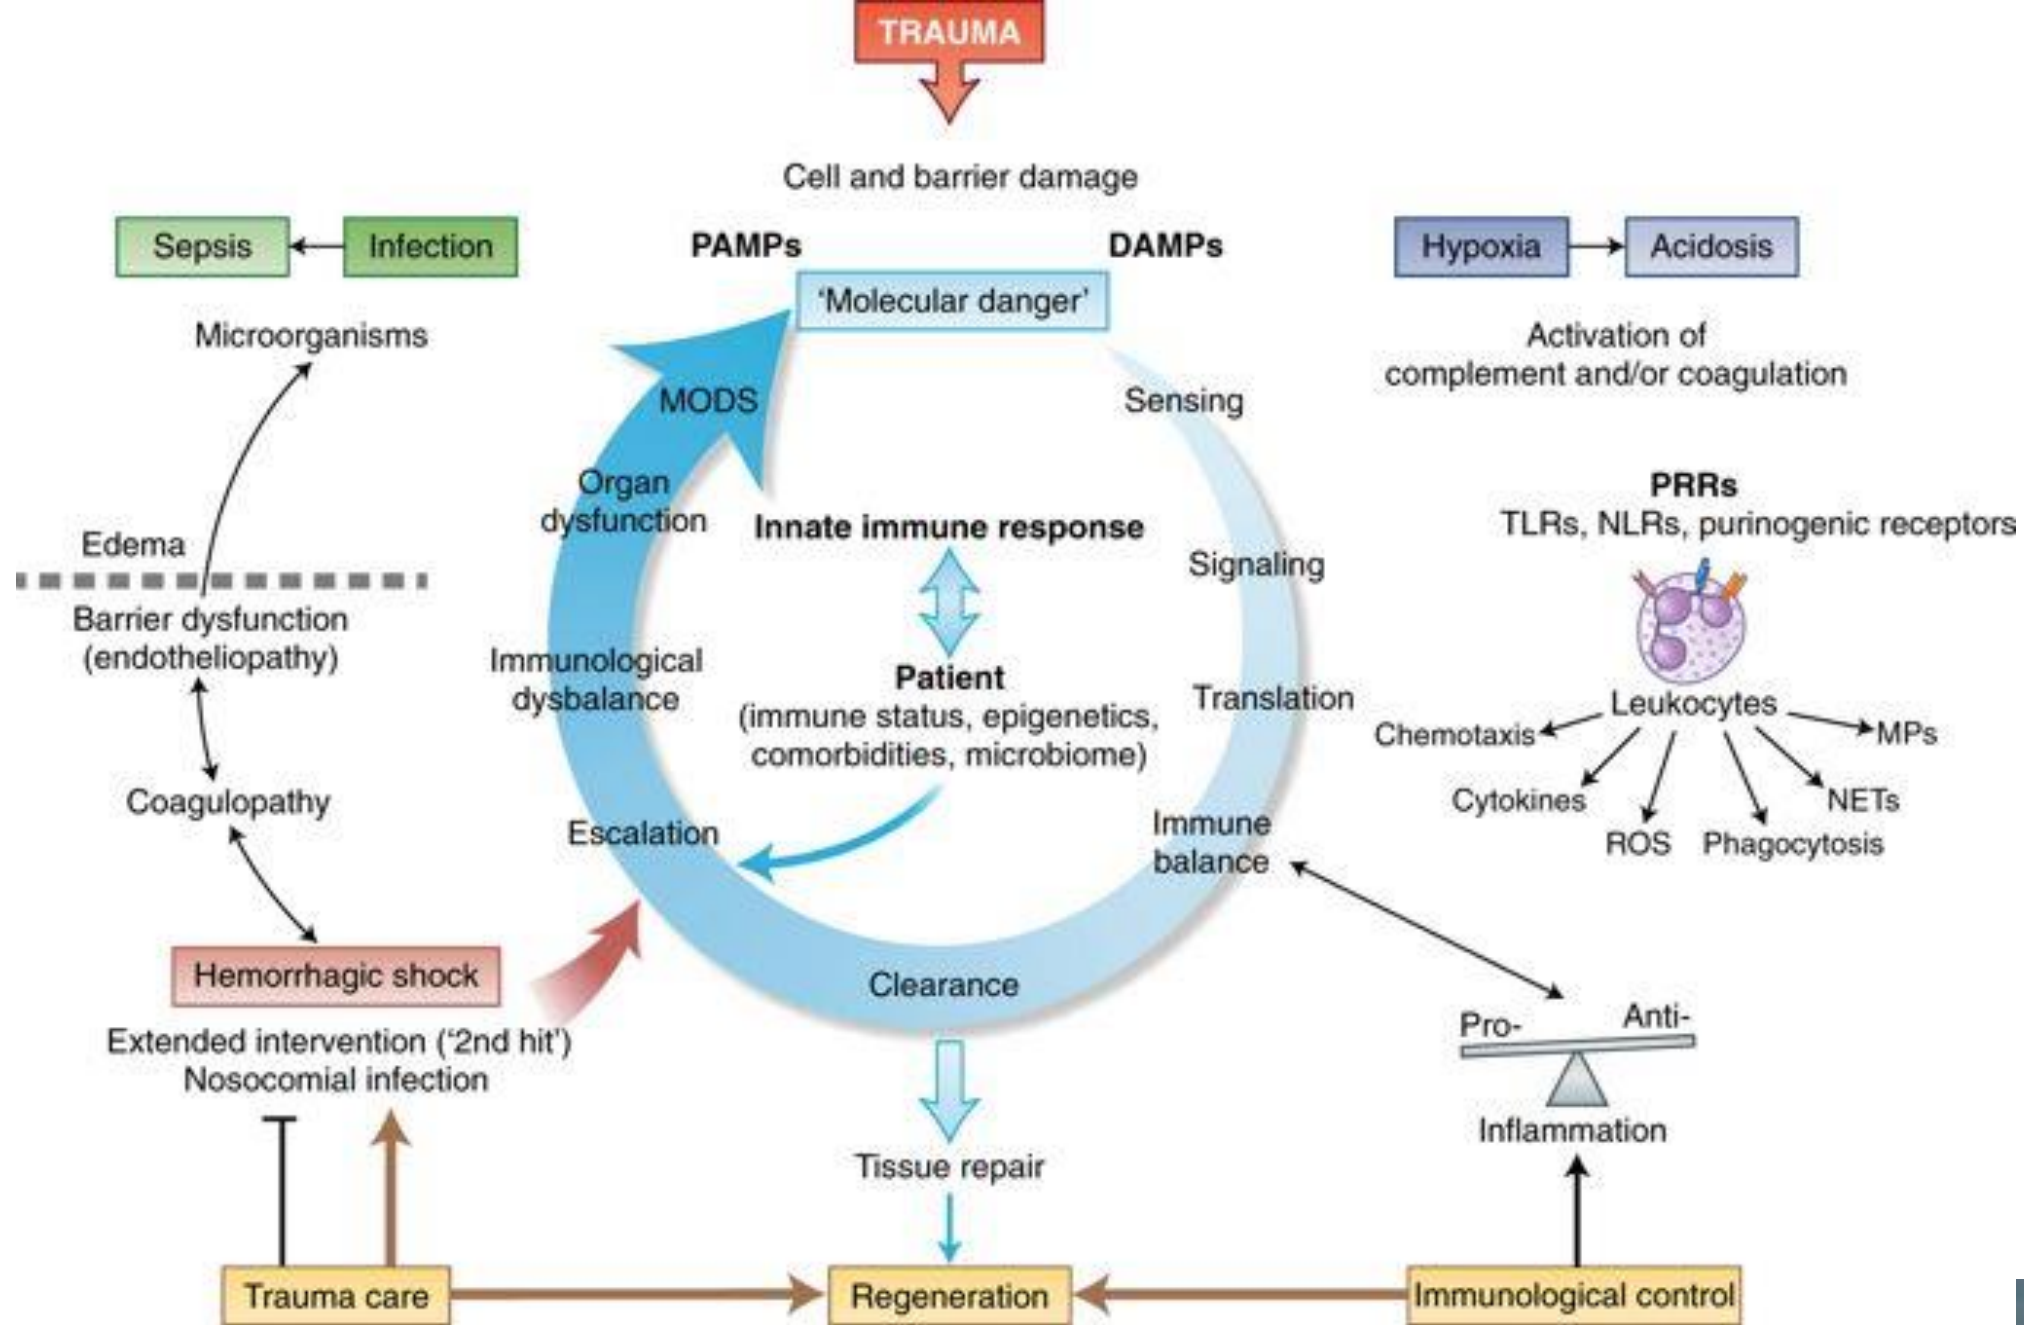 TRAUMA
Cell and barrier damage
PAMPs
DAMPs
'Molecular danger'
Sepsis
Infection
Microorganisms
Edema
Barrier dysfunction
(endotheliopathy)
Coagulopathy
Hemorrhagic shock
Extended intervention ('2nd hit')
Nosocomial infection
Trauma care
MODS
Organ
dysfunction
Immunological
dysbalance
Escalation
Clearance
Sensing
Signaling
Translation
Immune
balance
Innate immune response
Patient
(immune status, epigenetics,
comorbidities, microbiome)
Tissue repair
Regeneration
Hypoxia
Acidosis
Activation of
complement and/or coagulation
PRRs
TLRs, NLRs, purinogenic receptors
Leukocytes
Chemotaxis
MPs
Cytokines
NETs
ROS
Phagocytosis
Pro-
Anti-
Inflammation
Immunological control